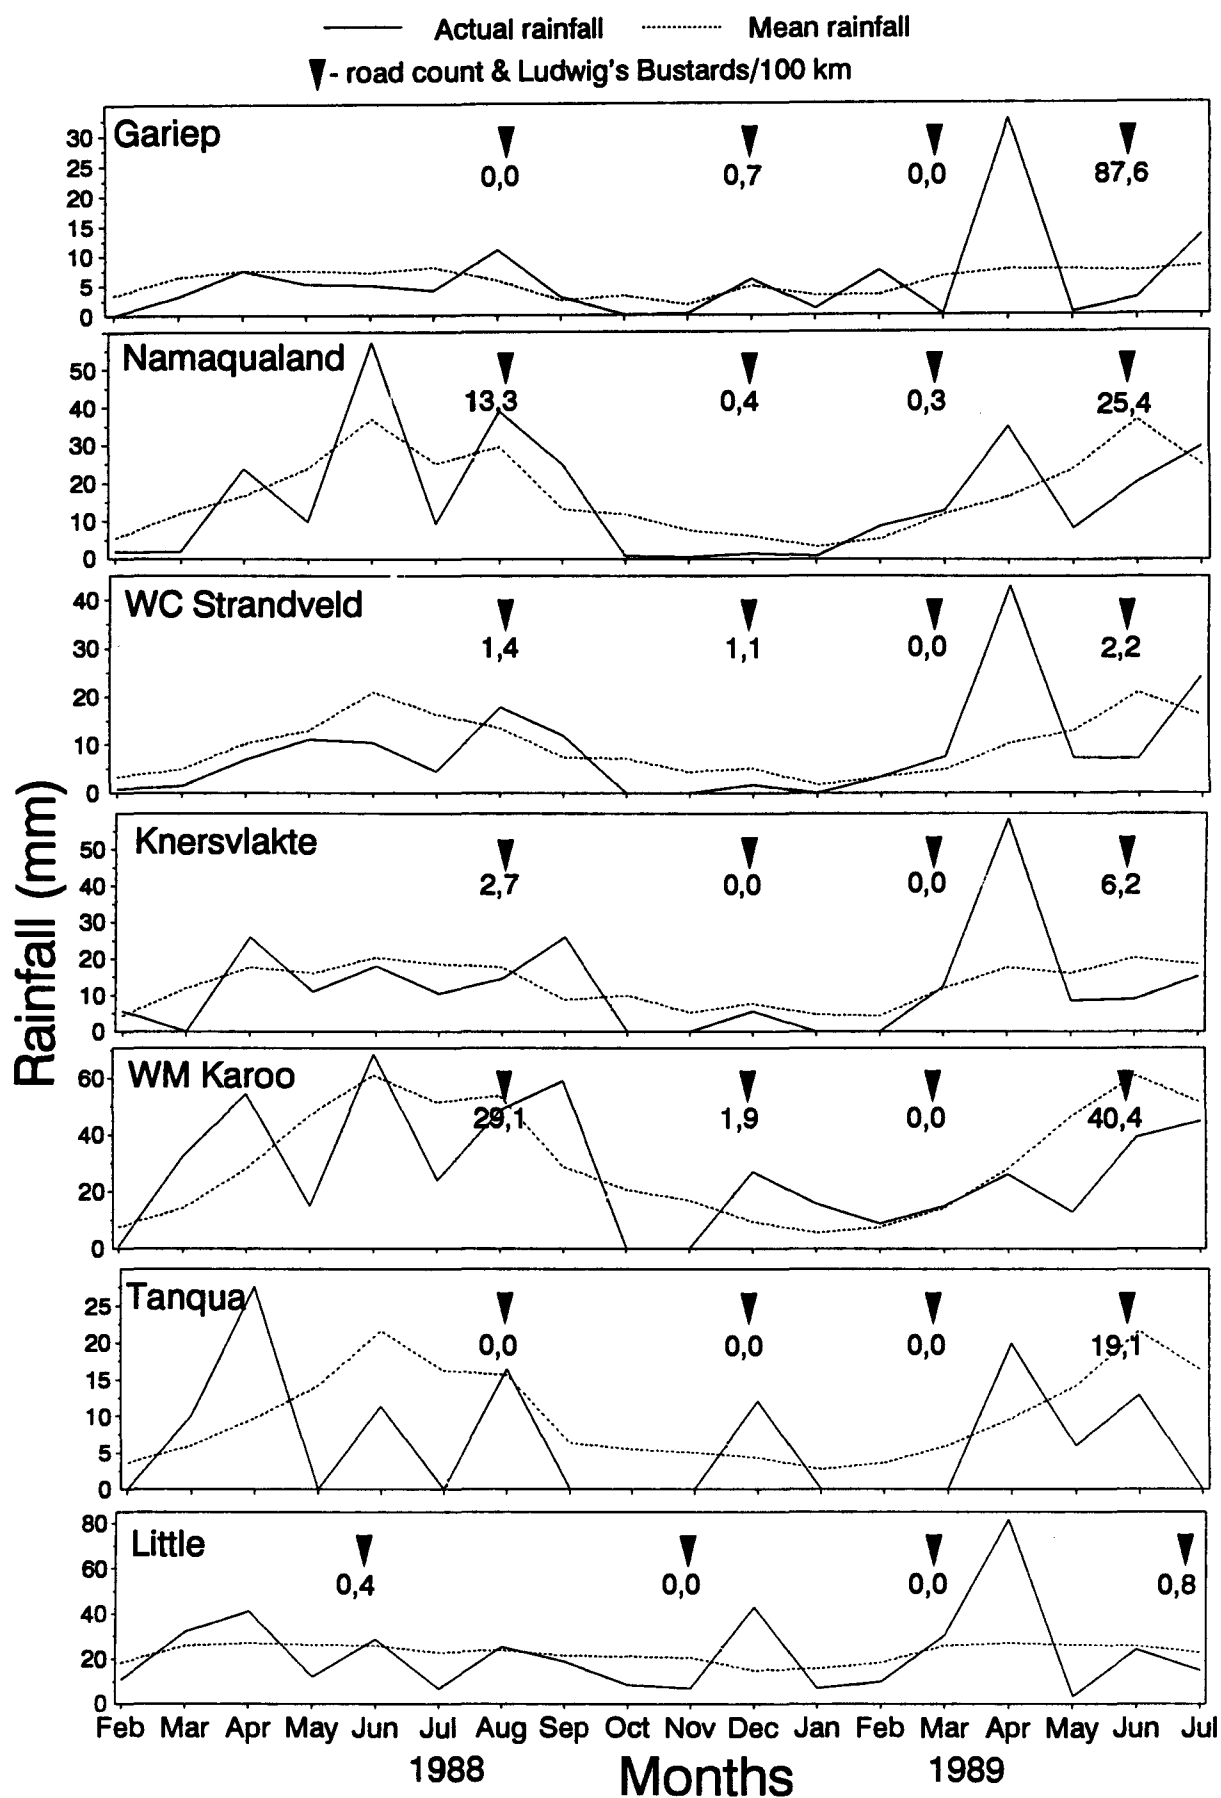 Actual rainfall Mean rainfall
- road count & Ludwig's Bustards/100 km
Rainfall (mm)
Gariep
30
25
20
15
10
5
0
0,0 0,7 0,0 87,6
Namaqualand
50
40
30
20
10
0
13,3 0,4 0,3 25,4
WC Strandveld
40
30
20
10
0
1,4 1,1 0,0 2,2
Knersvlakte
50
40
30
20
10
0
2,7 0,0 0,0 6,2
WM Karoo
60
40
20
0
29,1 1,9 0,0 40,4
Tanqua
25
20
15
10
5
0
0,0 0,0 0,0 19,1
Little
80
60
40
20
0
0,4 0,0 0,0 0,8
Feb Mar Apr May Jun Jul Aug Sep Oct Nov Dec Jan Feb Mar Apr May Jun Jul
1988 Months 1989